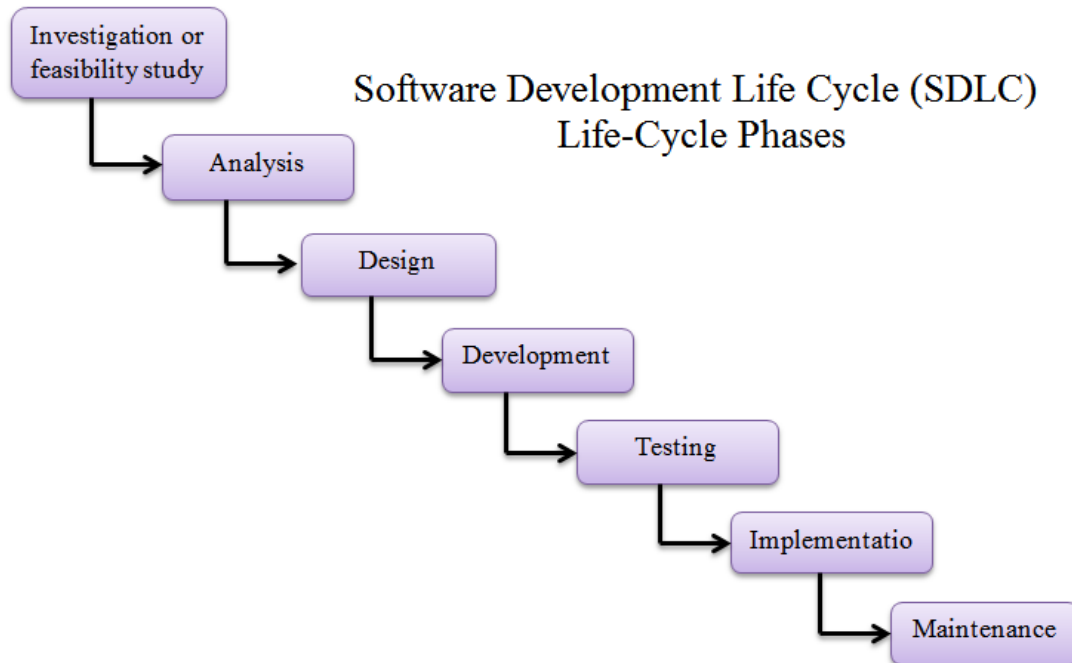 Investigation or
feasibility study
Software Development Life Cycle (SDLC)
Life-Cycle Phases
Analysis
Design
Development
Testing
Implementatio
Maintenance